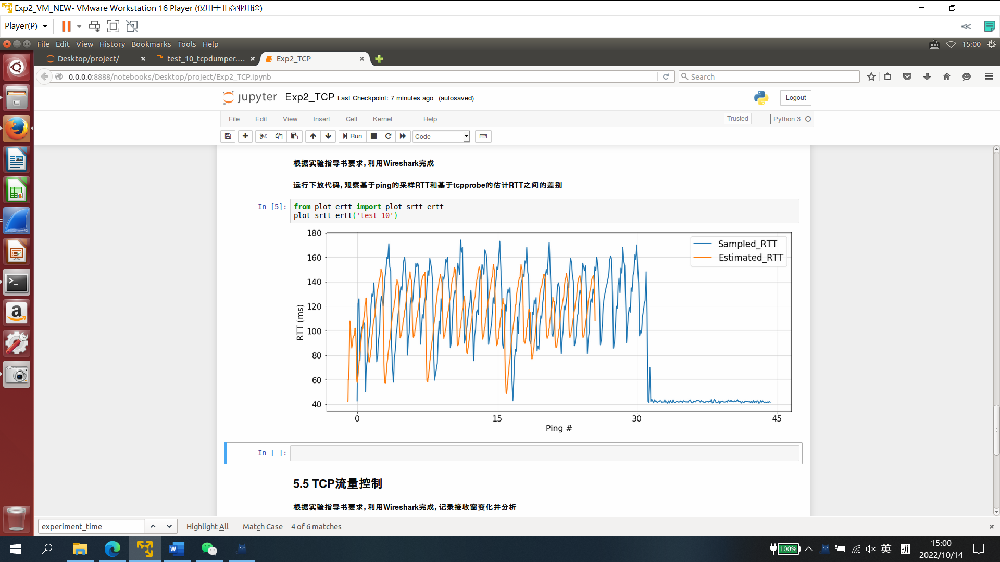 Exp2_VM_NEW- VMware Workstation 16 Player (仅用于非商业用途)
Player(P)
File Edit View History Bookmarks Tools Help
15:00
Desktop/project/
test_10_tcpdumper....
Exp2_TCP
0.0.0.0:8888/notebooks/Desktop/project/Exp2_TCP.ipynb
Search
jupyter Exp2_TCP Last Checkpoint: 7 minutes ago (autosaved)
Logout
File Edit View Insert Cell Kernel Help
Trusted
Python 3
Run
Code
根据实验指导书要求，利用Wireshark完成
运行下放代码，观察基于ping的采样RTT和基于tcpprobe的估计RTT之间的差别
In [5]: from plot_ertt import plot_srtt_ertt
plot_srtt_ertt('test_10')
180
160
140
120
100
80
60
40
RTT (ms)
Sampled_RTT
Estimated_RTT
0 15 30 45
Ping #
In [ ]:
5.5 TCP流量控制
根据实验指导书要求，利用Wireshark完成，记录接收窗变化并分析
experiment_time
Highlight All
Match Case
4 of 6 matches
100%
英
拼
15:00
2022/10/14